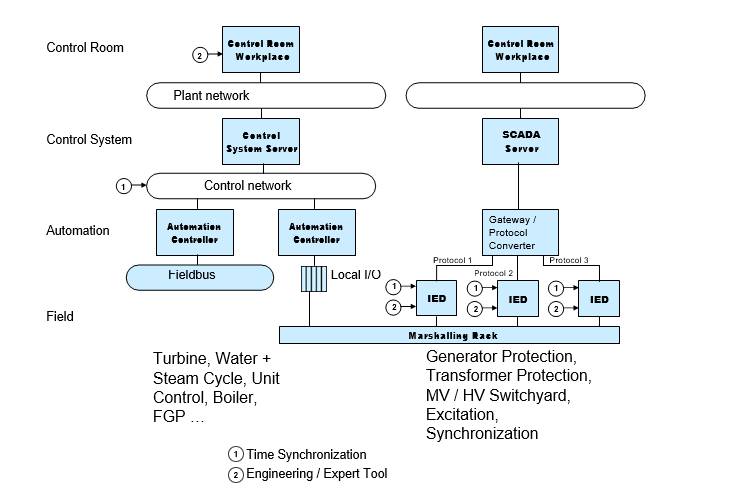 Control Room
2
Control Room
Workplace
Control Room
Workplace
Plant network
Control System
Control
System Server
SCADA
Server
1
Control network
Automation
Automation
Controller
Automation
Controller
Gateway /
Protocol
Converter
Protocol 1
Protocol 2
Protocol 3
Fieldbus
Local I/O
1
2
IED
1
2
IED
1
2
IED
Field
Marshalling Rack
Turbine, Water +
Steam Cycle, Unit
Control, Boiler,
FGP ...
Generator Protection,
Transformer Protection,
MV / HV Switchyard,
Excitation,
Synchronization
1 Time Synchronization
2 Engineering / Expert Tool